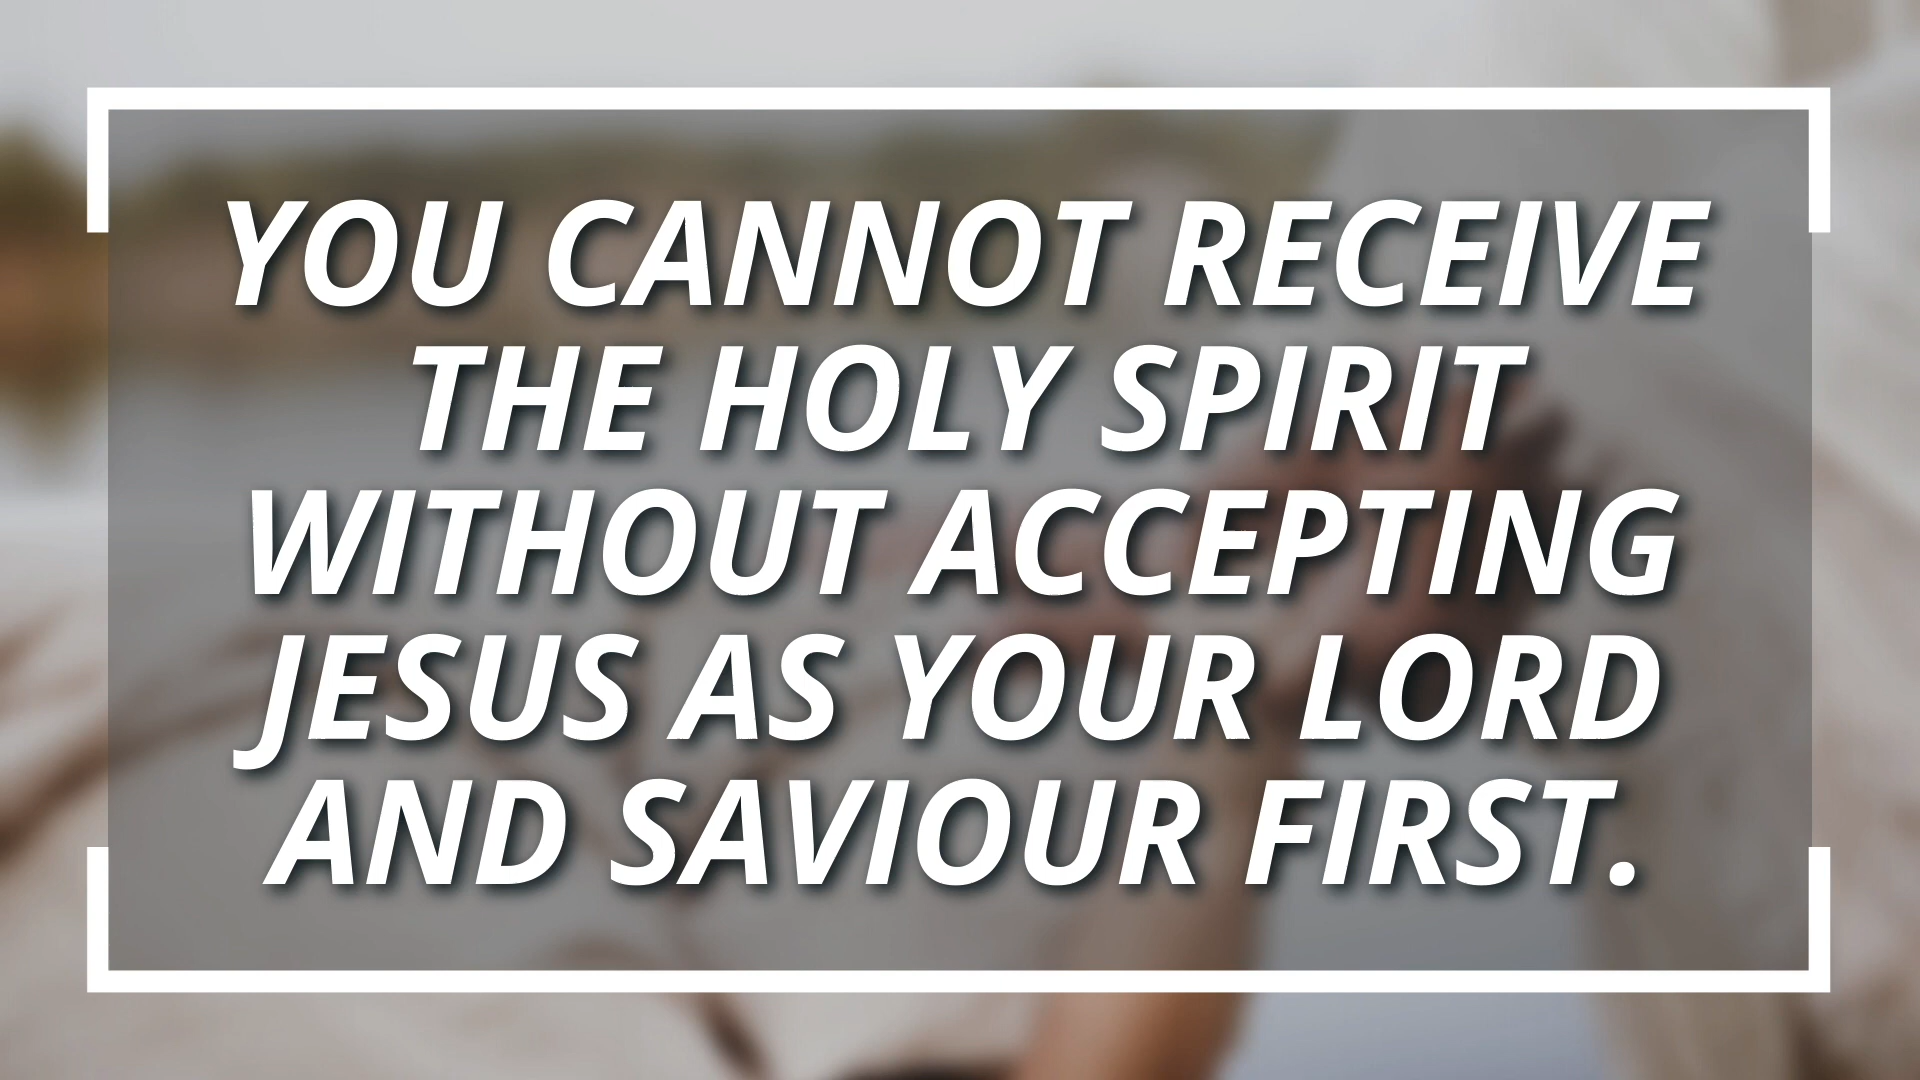 YOU CANNOT RECEIVE
THE HOLY SPIRIT
WITHOUT ACCEPTING
JESUS AS YOUR LORD
AND SAVIOUR FIRST.